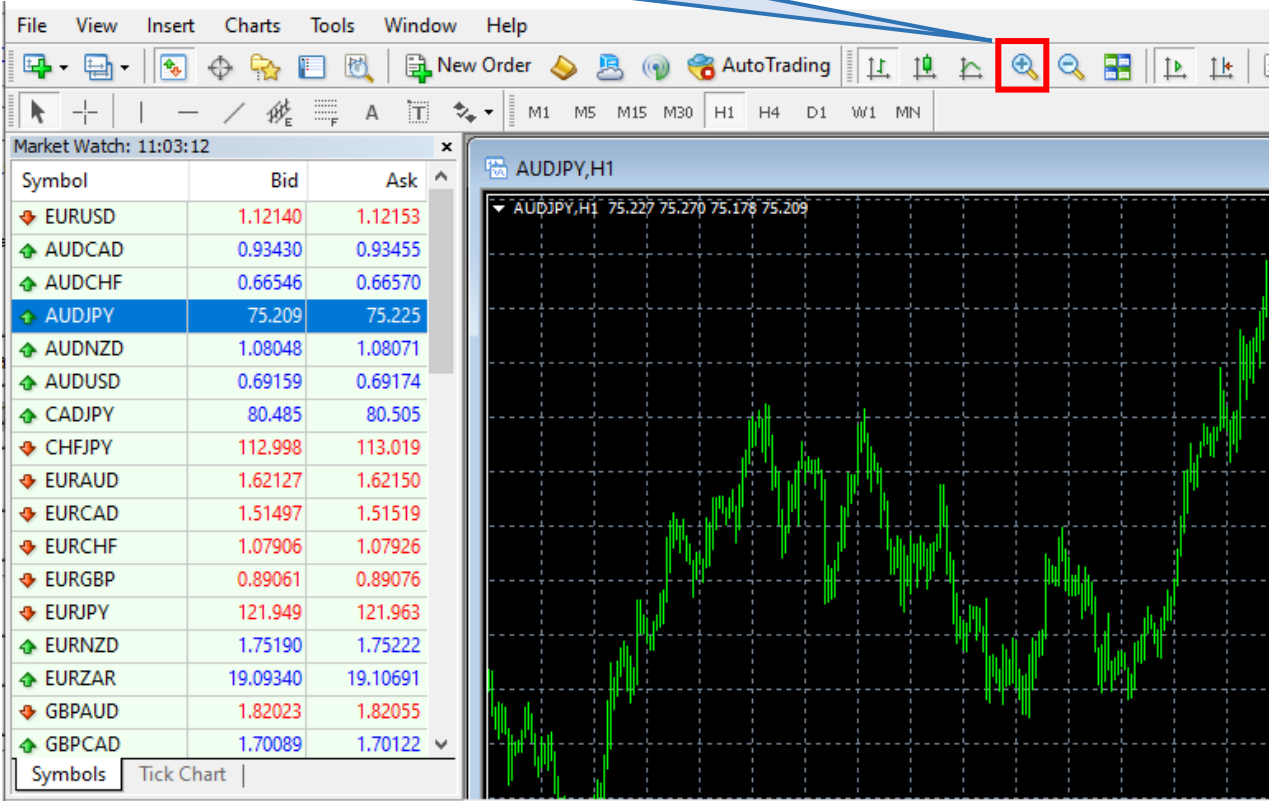 File View Insert Charts Tools Window Help
New Order AutoTrading
E F A T M1 M5 M15 M30 H1 H4 D1 W1 MN
Market Watch: 11:03:12
AUDJPY,H1
Symbol Bid Ask
AUDJPY,H1 75.227 75.270 75.178 75.209
EURUSD 1.12140 1.12153
AUDCAD 0.93430 0.93455
AUDCHF 0.66546 0.66570
AUDJPY 75.209 75.225
AUDNZD 1.08048 1.08071
AUDUSD 0.69159 0.69174
CADJPY 80.485 80.505
CHFJPY 112.998 113.019
EURAUD 1.62127 1.62150
EURCAD 1.51497 1.51519
EURCHF 1.07906 1.07926
EURGBP 0.89061 0.89076
EURJPY 121.949 121.963
EURNZD 1.75190 1.75222
EURZAR 19.09340 19.10691
GBPAUD 1.82023 1.82055
GBPCAD 1.70089 1.70122
Symbols Tick Chart